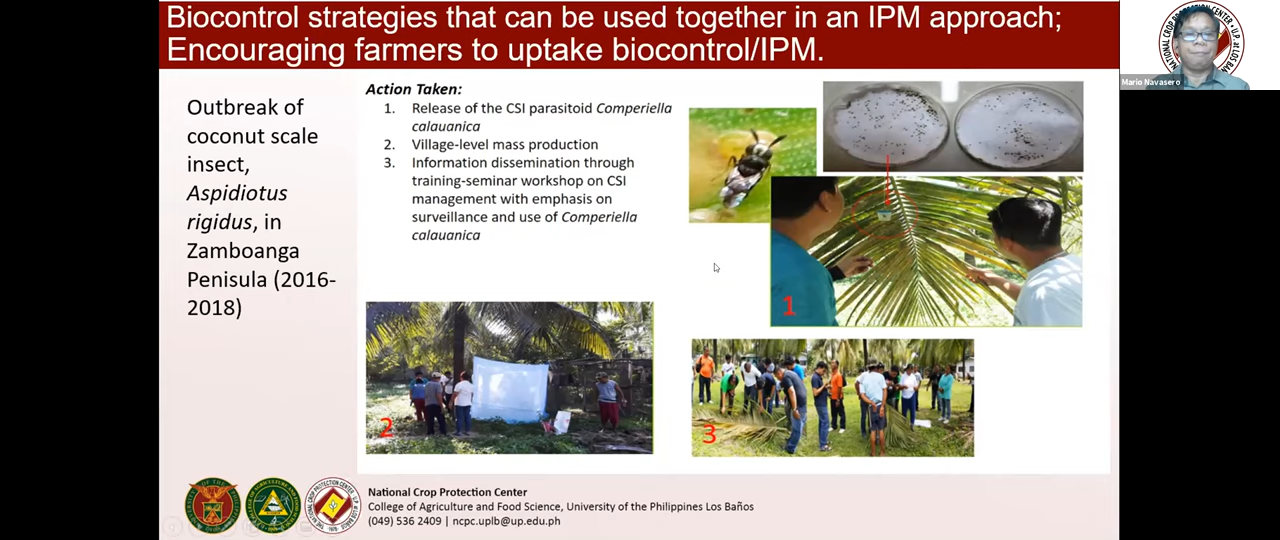 Biocontrol strategies that can be used together in an IPM approach;
Encouraging farmers to uptake biocontrol/IPM.
Mario Navasero
Outbreak of
coconut scale
insect,
Aspidiotus
rigidus, in
Zamboanga
Penisula (2016-
2018)
Action Taken:
1. Release of the CSI parasitoid Comperiella
calauanica
2. Village-level mass production
3. Information dissemination through
training-seminar workshop on CSI
management with emphasis on
surveillance and use of Comperiella
calauanica
1
2
3
National Crop Protection Center
College of Agriculture and Food Science, University of the Philippines Los Baños
(049) 536 2409 | ncpc.uplb@up.edu.ph